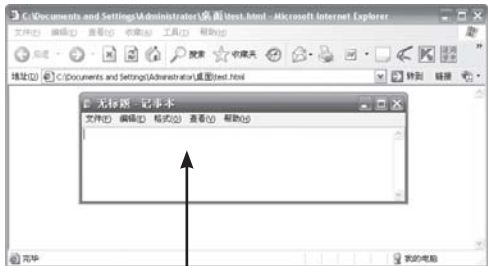 C:\Documents and Settings\Administrator\桌面\test.html - Microsoft Internet Explorer
文件(F) 编辑(E) 查看(V) 收藏(A) 工具(T) 帮助(H)
后退 搜索 收藏夹
地址(D) C:\Documents and Settings\Administrator\桌面\test.html 转到 链接
无标题 - 记事本
文件(F) 编辑(E) 格式(O) 查看(V) 帮助(H)
完毕 我的电脑